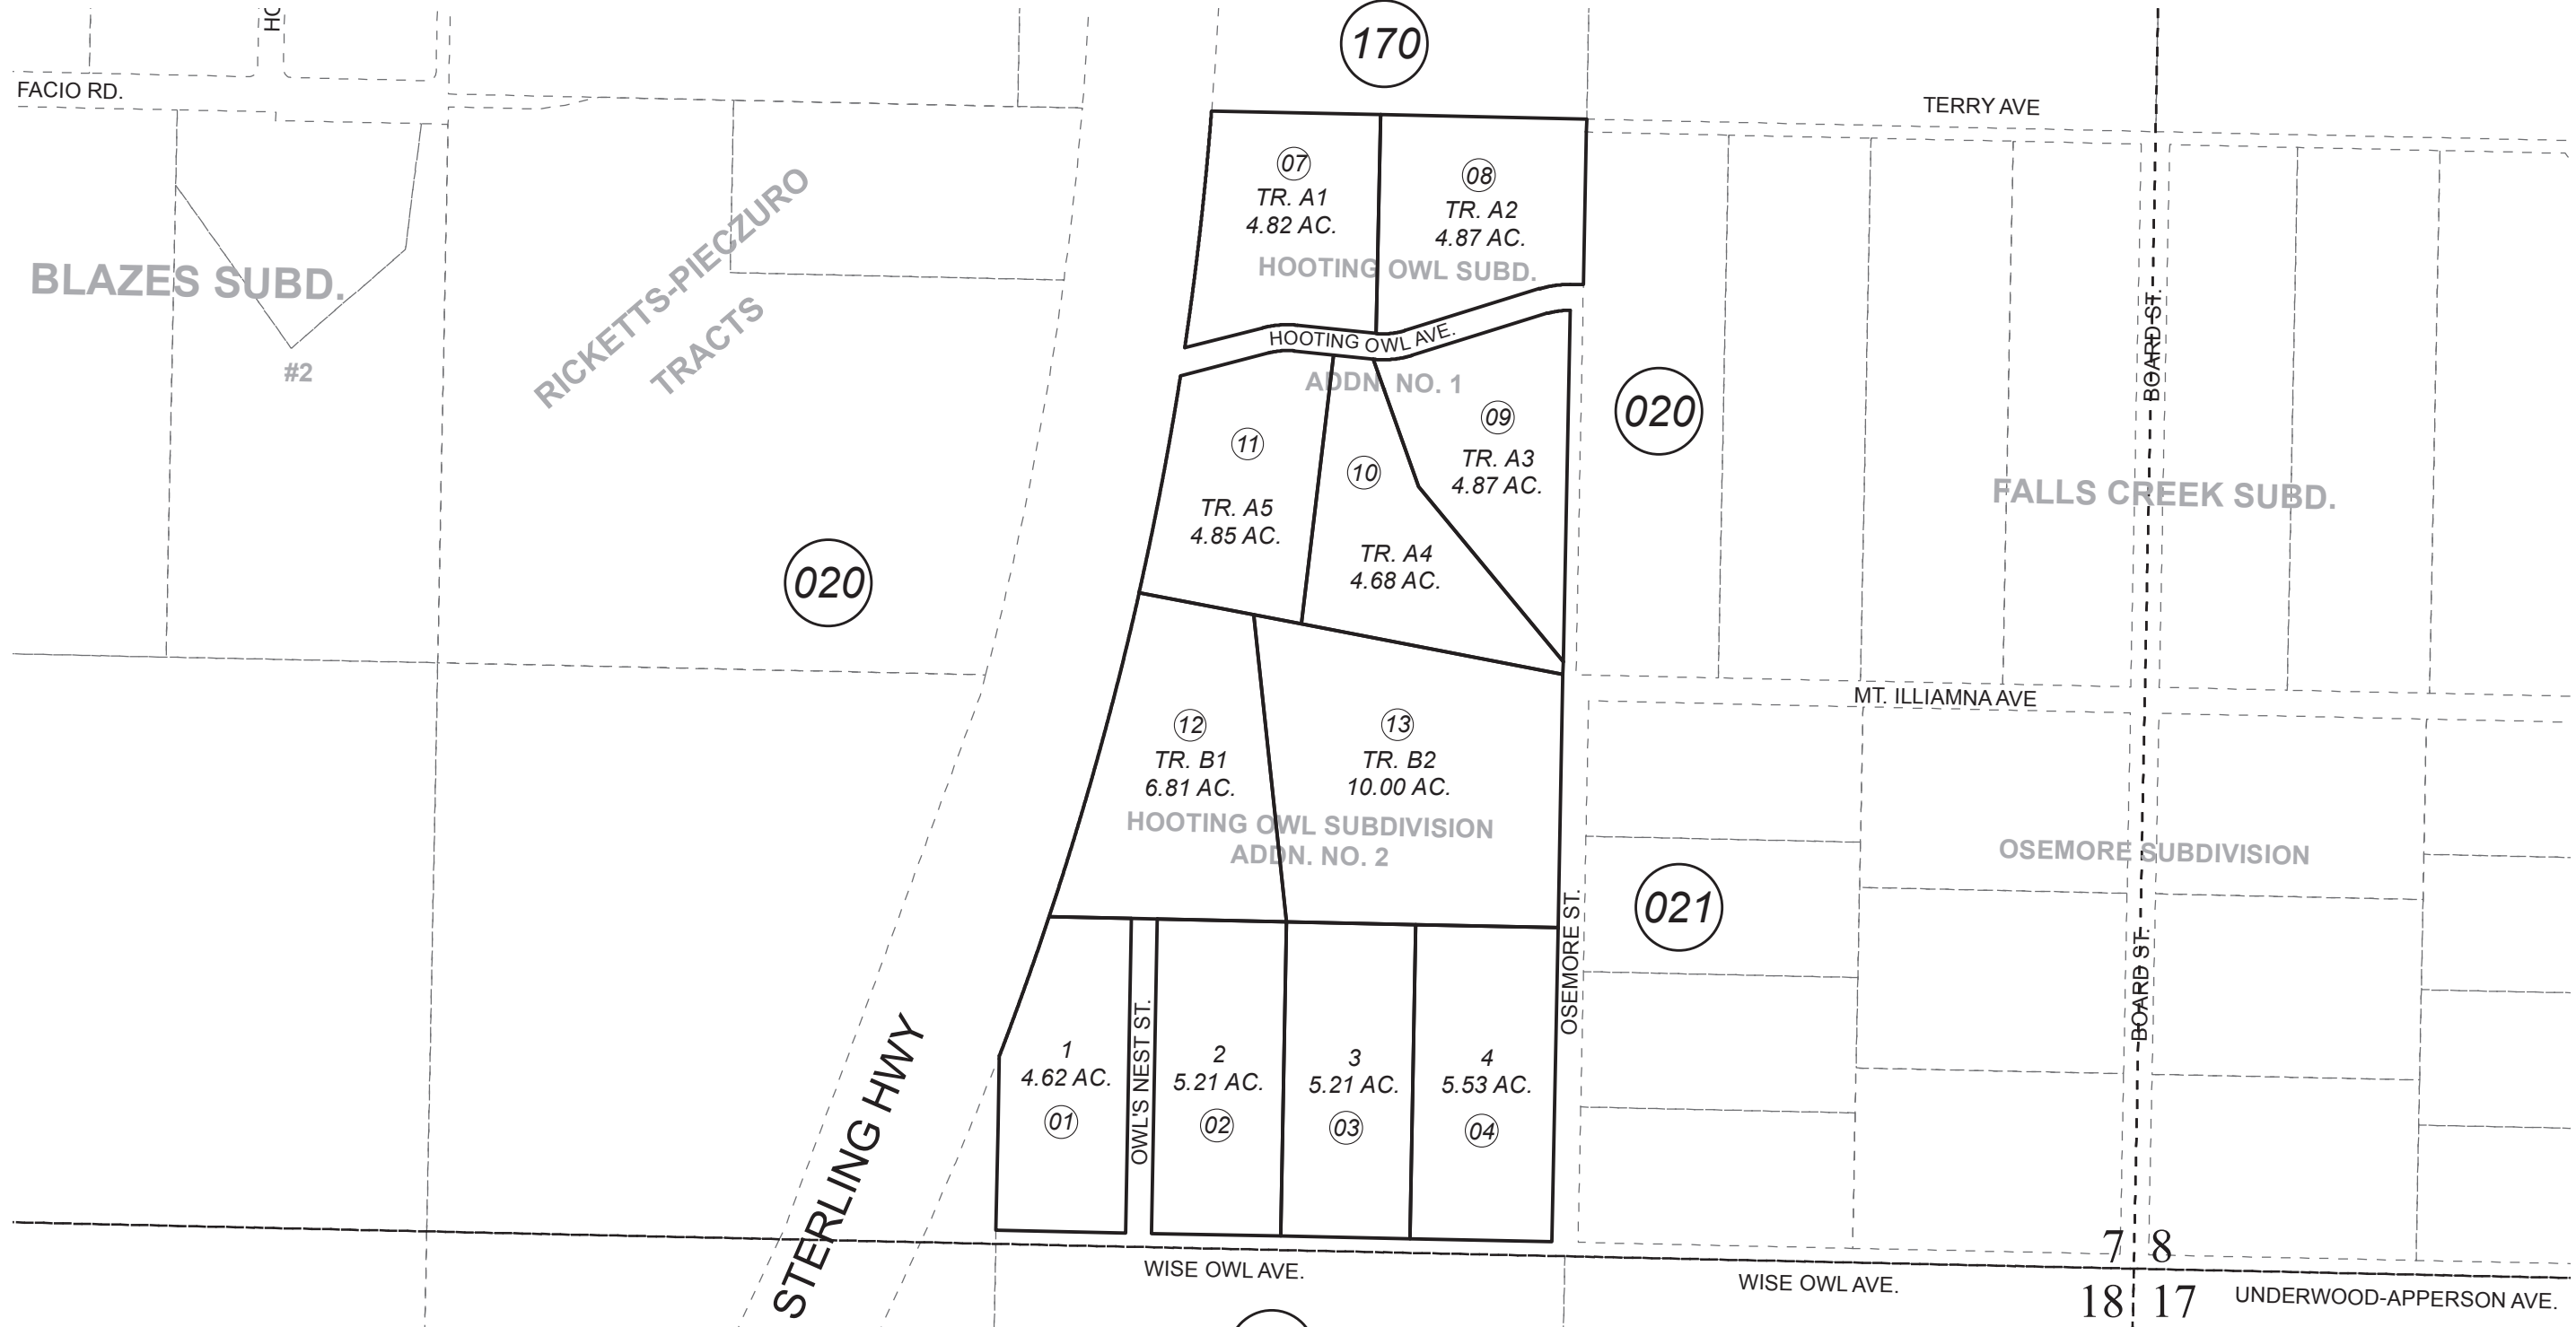 HO
170
FACIO RD.
TERRY AVE
07
TR. A1
4.82 AC.
08
TR. A2
4.87 AC.
HOOTING OWL SUBD.
BLAZES SUBD.
#2
RICKETTS-PIECZURO
TRACTS
HOOTING OWL AVE.
ADDN. NO. 1
BOARD ST.
020
09
TR. A3
4.87 AC.
11
TR. A5
4.85 AC.
10
TR. A4
4.68 AC.
FALLS CREEK SUBD.
020
MT. ILLIAMNA AVE
12
TR. B1
6.81 AC.
13
TR. B2
10.00 AC.
HOOTING OWL SUBDIVISION
ADDN. NO. 2
OSEMORE SUBDIVISION
021
OSEMORE ST.
BOARD ST.
STERLING HWY
1
4.62 AC.
01
OWL'S NEST ST.
2
5.21 AC.
02
3
5.21 AC.
03
4
5.53 AC.
04
7 8
18 17
WISE OWL AVE.
WISE OWL AVE.
UNDERWOOD-APPERSON AVE.